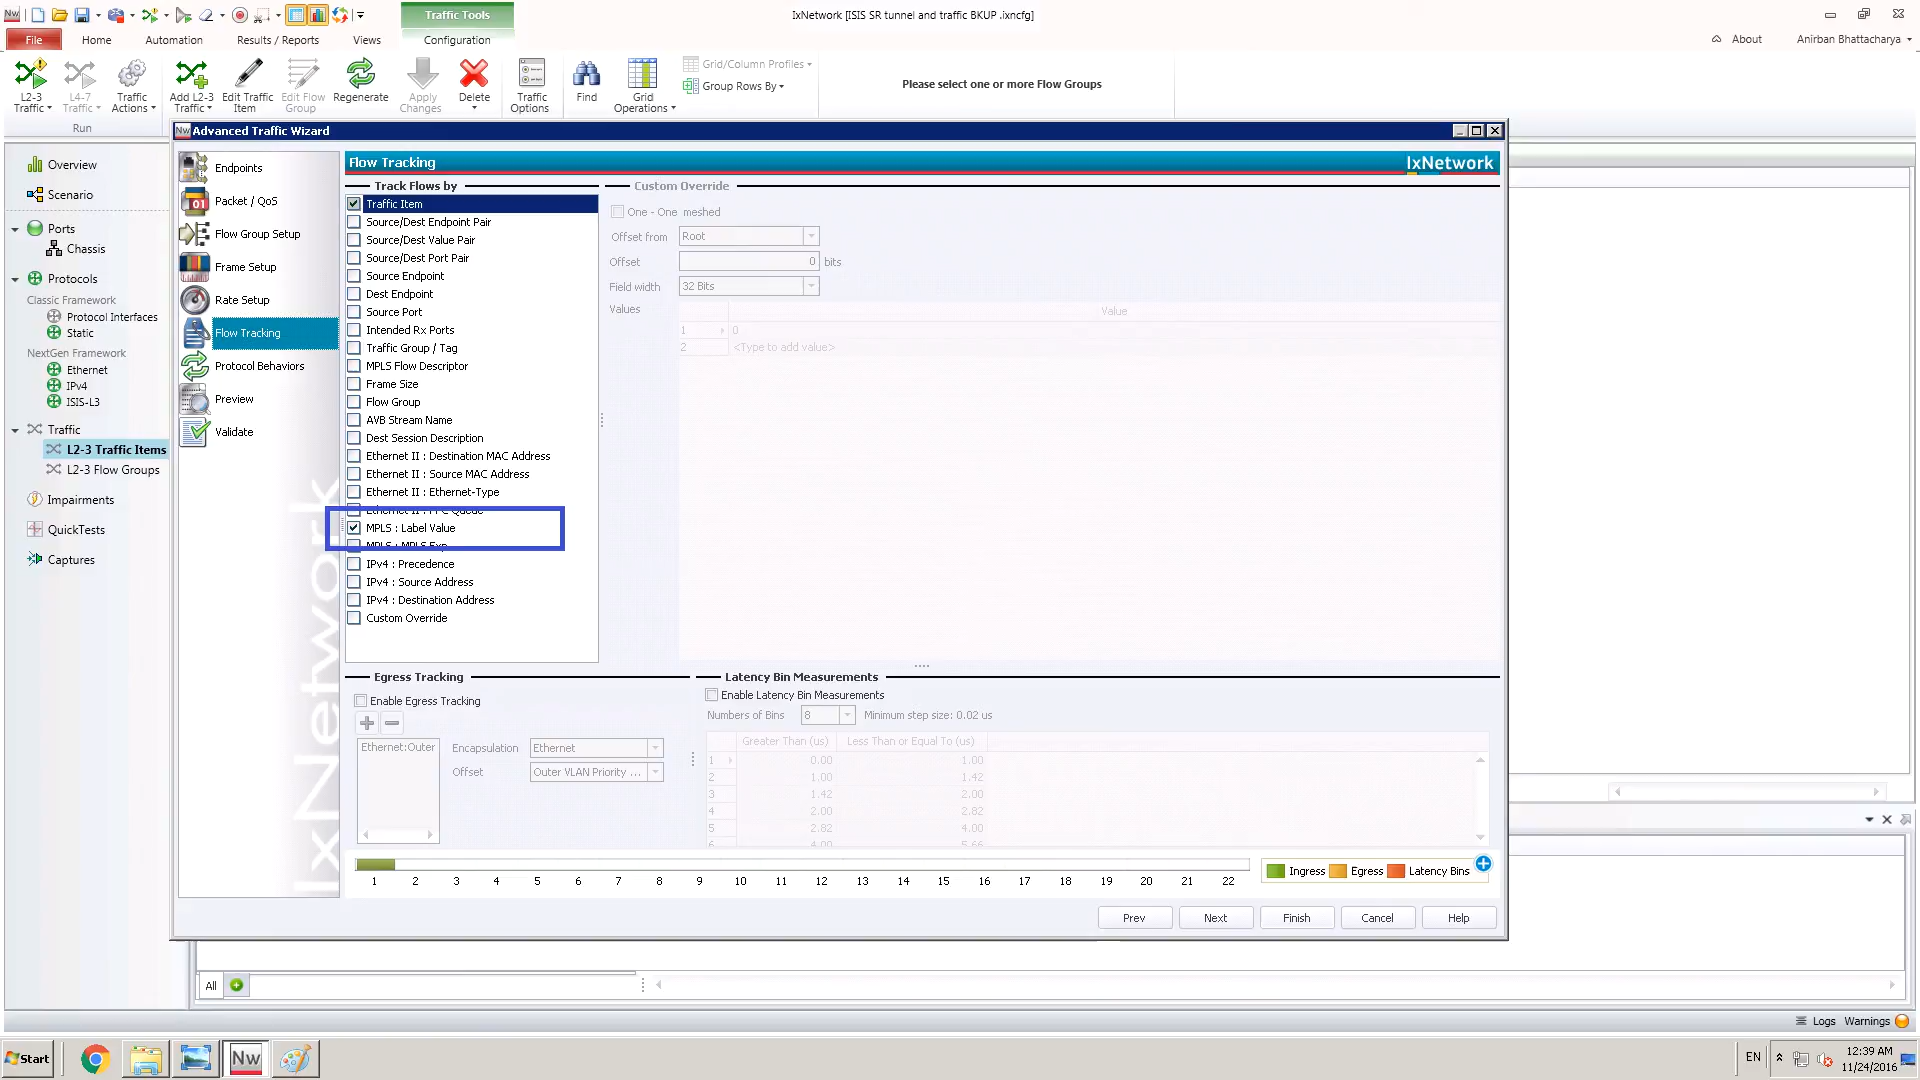 Nw
Traffic Tools
IxNetwork [ISIS SR tunnel and traffic BKUP .ixncfg]
File
Home
Automation
Results / Reports
Views
Configuration
About
Anirban Bhattacharya
L2-3 Traffic
L4-7 Traffic
Traffic Actions
Run
Add L2-3 Traffic
Edit Traffic Item
Edit Flow Group
Regenerate
Apply Changes
Delete
Traffic Options
Find
Grid Operations
Grid/Column Profiles
Group Rows By
Please select one or more Flow Groups
Nw Advanced Traffic Wizard
Overview
Scenario
Ports
Chassis
Protocols
Classic Framework
Protocol Interfaces
Static
NextGen Framework
Ethernet
IPv4
ISIS-L3
Traffic
L2-3 Traffic Items
L2-3 Flow Groups
Impairments
QuickTests
Captures
Endpoints
Packet / QoS
Flow Group Setup
Frame Setup
Rate Setup
Flow Tracking
Protocol Behaviors
Preview
Validate
IxNetwork
Flow Tracking
IxNetwork
Track Flows by
Traffic Item
Source/Dest Endpoint Pair
Source/Dest Value Pair
Source/Dest Port Pair
Source Endpoint
Dest Endpoint
Source Port
Intended Rx Ports
Traffic Group / Tag
MPLS Flow Descriptor
Frame Size
Flow Group
AVB Stream Name
Dest Session Description
Ethernet II : Destination MAC Address
Ethernet II : Source MAC Address
Ethernet II : Ethernet-Type
Ethernet II : PFC Queue
MPLS : Label Value
MPLS : MPLS Exp
IPv4 : Precedence
IPv4 : Source Address
IPv4 : Destination Address
Custom Override
Custom Override
One - One meshed
Offset from Root
Offset 0 bits
Field width 32 Bits
Values
Value
1 0
2 <Type to add value>
Egress Tracking
Enable Egress Tracking
Ethernet:Outer
Encapsulation Ethernet
Offset Outer VLAN Priority ...
Latency Bin Measurements
Enable Latency Bin Measurements
Numbers of Bins 8 Minimum step size: 0.02 us
Greater Than (us) Less Than or Equal To (us)
1 0.00 1.00
2 1.00 1.42
3 1.42 2.00
4 2.00 2.82
5 2.82 4.00
6 4.00 5.66
1 2 3 4 5 6 7 8 9 10 11 12 13 14 15 16 17 18 19 20 21 22
Ingress Egress Latency Bins
Prev Next Finish Cancel Help
All
Logs Warnings
Start
Nw
EN
12:39 AM
11/24/2016